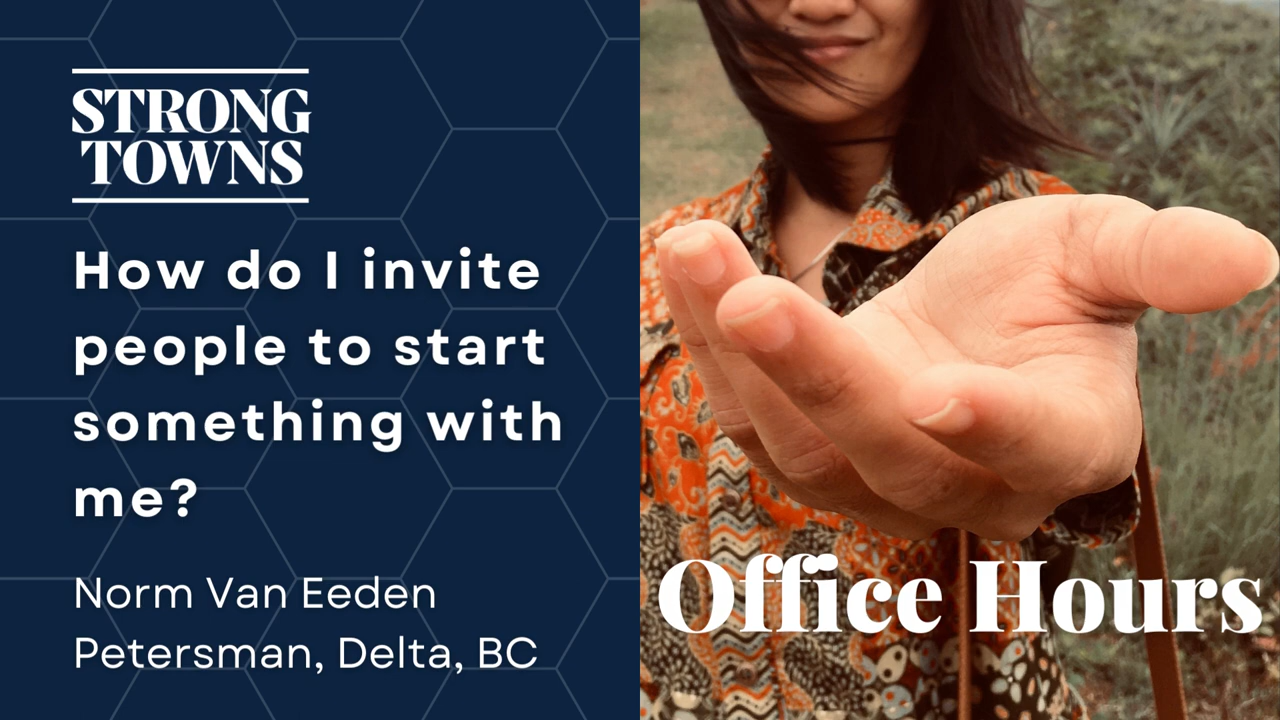 STRONG
TOWNS
How do I invite
people to start
something with
me?
Norm Van Eeden
Petersman, Delta, BC
Office Hours